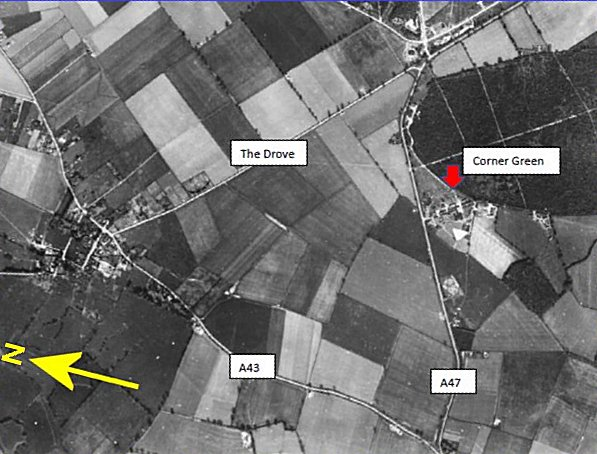 The Drove
Corner Green
A43
A47
N